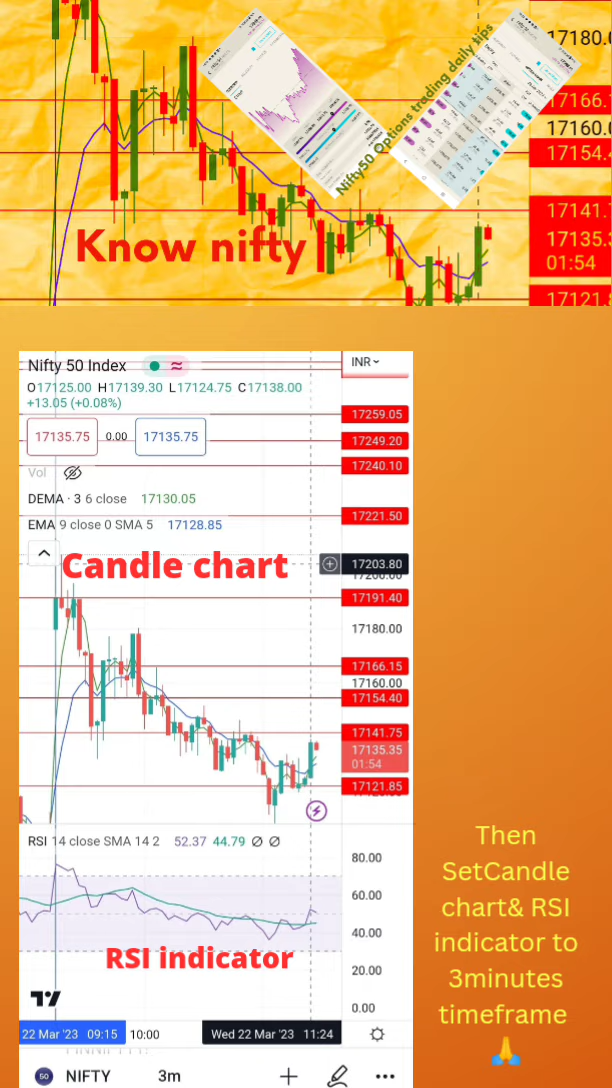 17180.0
Nifty50 Options trading daily tips
17166.
17160.0
17154.4
17141.
Know nifty
17135.3
01:54
17121.8
Nifty 50 Index
INR
O17125.00 H17139.30 L17124.75 C17138.00
+13.05 (+0.08%)
17259.05
17135.75 0.00 17135.75
17249.20
17240.10
Vol
DEMA · 3 6 close 17130.05
17221.50
EMA 9 close 0 SMA 5 17128.85
Candle chart
17203.80
17200.00
17191.40
17180.00
17166.15
17160.00
17154.40
17141.75
17135.35
01:54
17121.85
RSI 14 close SMA 14 2 52.37 44.79 Ø Ø
80.00
60.00
40.00
RSI indicator
20.00
0.00
22 Mar '23 09:15 10:00 Wed 22 Mar '23 11:24
50 NIFTY 3m
Then
SetCandle
chart& RSI
indicator to
3minutes
timeframe
🙏